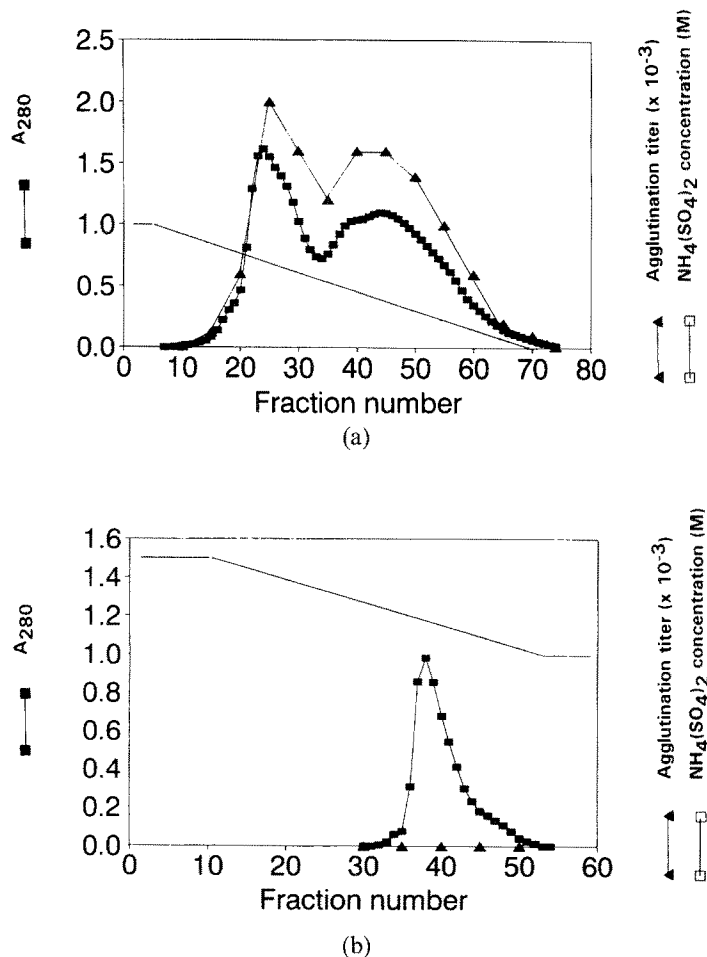 A280
2.5
2.0
1.5
1.0
0.5
0.0
0 10 20 30 40 50 60 70 80
Fraction number
Agglutination titer (x 10-3)
NH4(SO4)2 concentration (M)
(a)
A280
1.6
1.4
1.2
1.0
0.8
0.6
0.4
0.2
0.0
0 10 20 30 40 50 60
Fraction number
Agglutination titer (x 10-3)
NH4(SO4)2 concentration (M)
(b)